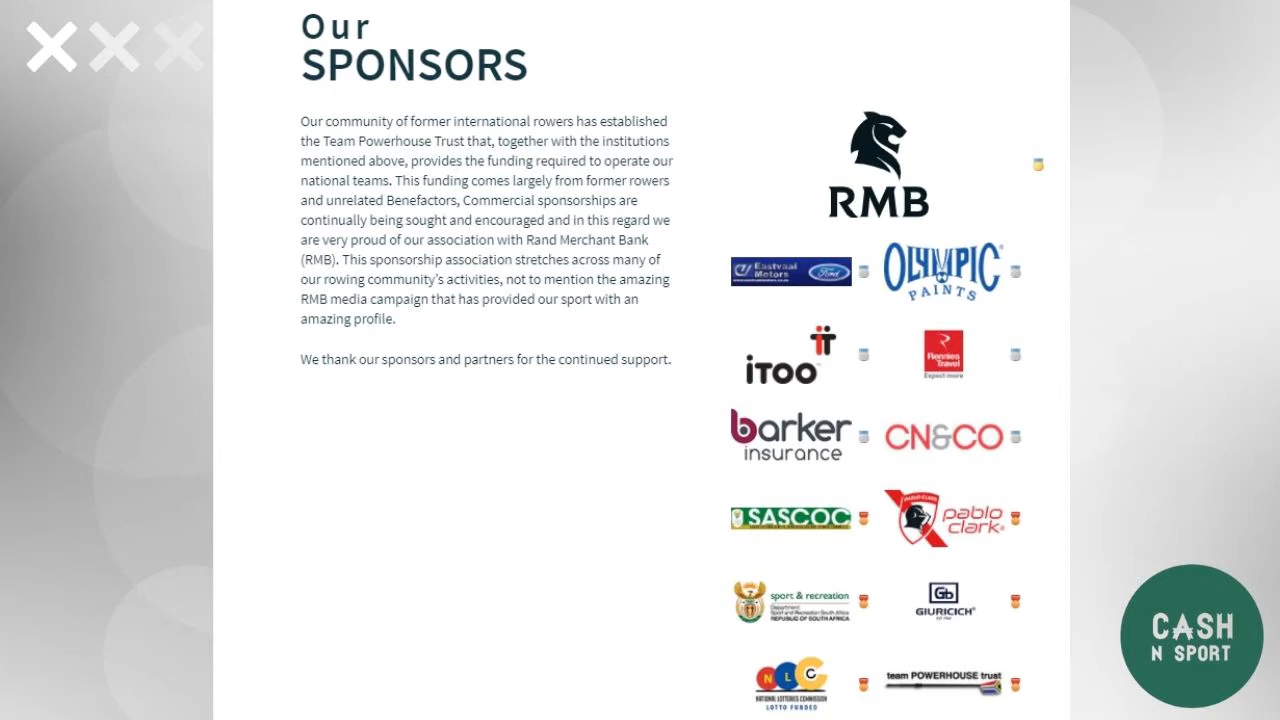 Our
SPONSORS
Our community of former international rowers has established
the Team Powerhouse Trust that, together with the institutions
mentioned above, provides the funding required to operate our
national teams. This funding comes largely from former rowers
and unrelated Benefactors, Commercial sponsorships are
continually being sought and encouraged and in this regard we
are very proud of our association with Rand Merchant Bank
(RMB). This sponsorship association stretches across many of
our rowing community's activities, not to mention the amazing
RMB media campaign that has provided our sport with an
amazing profile.
We thank our sponsors and partners for the continued support.
RMB
Eastvaal
Motors
Ford
OLYMPIC
PAINTS
iTOO
Rennies
Travel
Expect more
barker
insurance
CN&CO
SASCOC
PABLO CLARK
pablo
clark
sport & recreation
Department:
Sport and Recreation South Africa
REPUBLIC OF SOUTH AFRICA
Gb
GIURICICH
NLC
NATIONAL LOTTERIES COMMISSION
LOTTO FUNDED
team POWERHOUSE trust
CASH
N SPORT